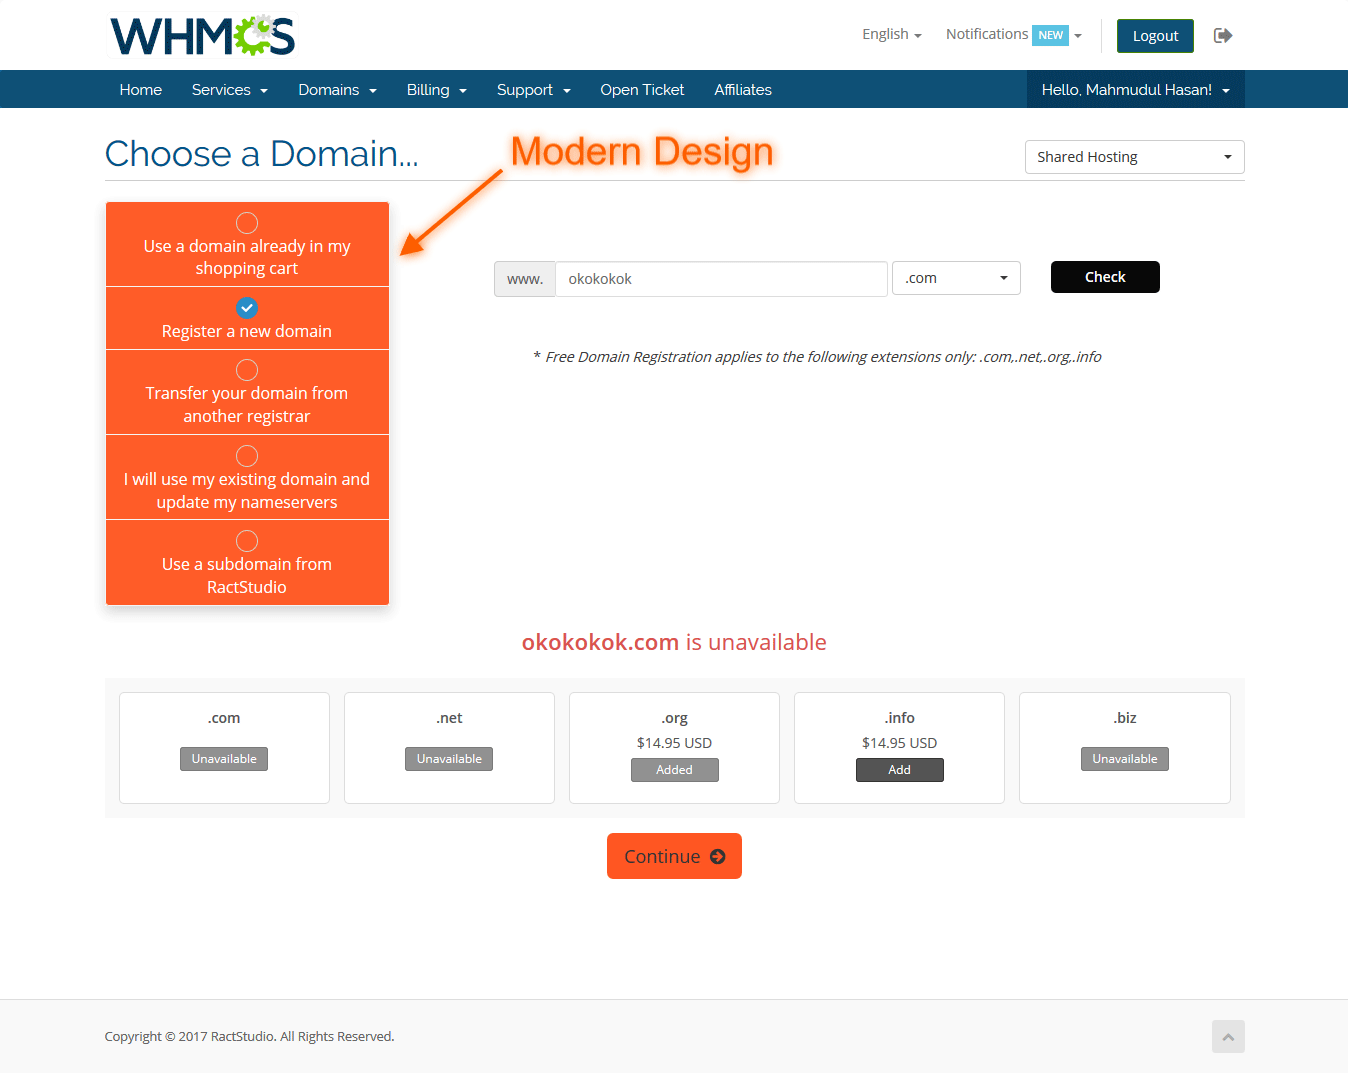 WHMCS
English
Notifications NEW
Logout
Home Services Domains Billing Support Open Ticket Affiliates
Hello, Mahmudul Hasan!
Choose a Domain...
Modern Design
Shared Hosting
Use a domain already in my
shopping cart
Register a new domain
Transfer your domain from
another registrar
I will use my existing domain and
update my nameservers
Use a subdomain from
RactStudio
www. okokokok .com Check
* Free Domain Registration applies to the following extensions only: .com,.net,.org,.info
okokokok.com is unavailable
.com
Unavailable
.net
Unavailable
.org
$14.95 USD
Added
.info
$14.95 USD
Add
.biz
Unavailable
Continue
Copyright © 2017 RactStudio. All Rights Reserved.